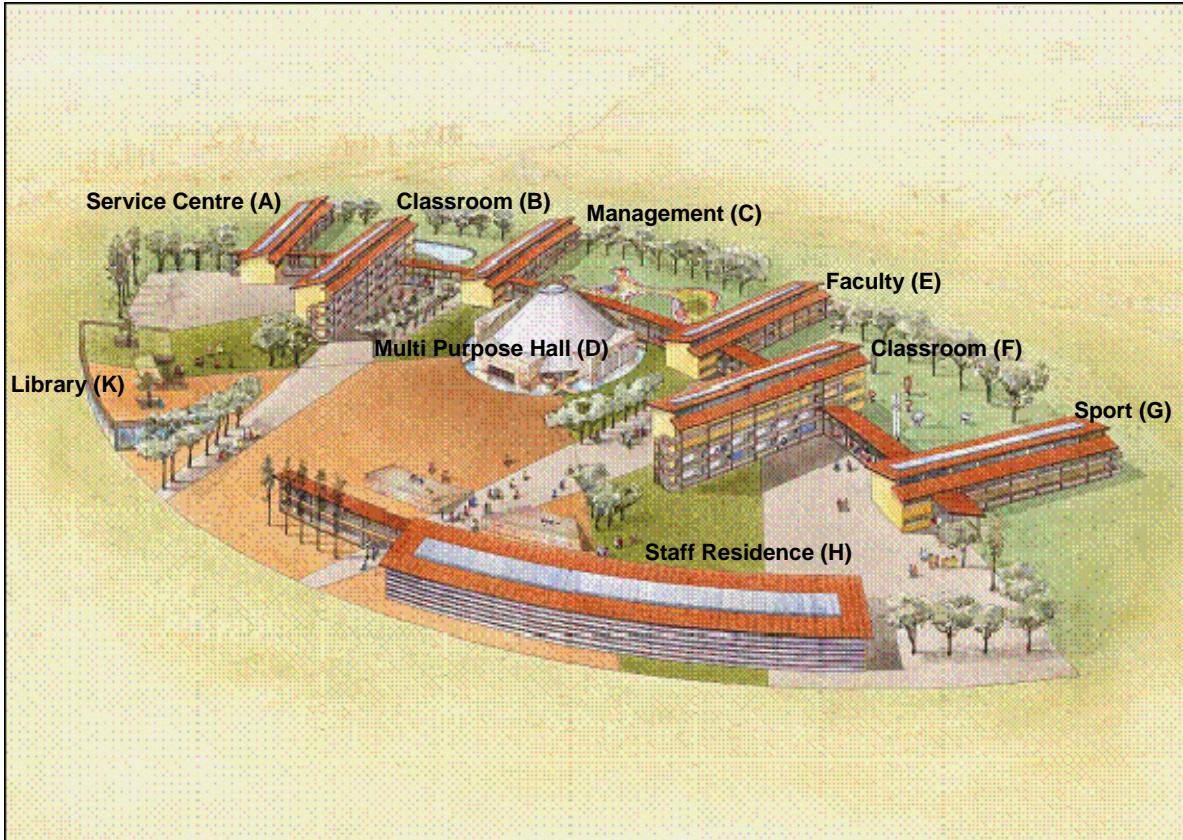 Service Centre (A)
Classroom (B)
Management (C)
Faculty (E)
Multi Purpose Hall (D)
Classroom (F)
Library (K)
Sport (G)
Staff Residence (H)